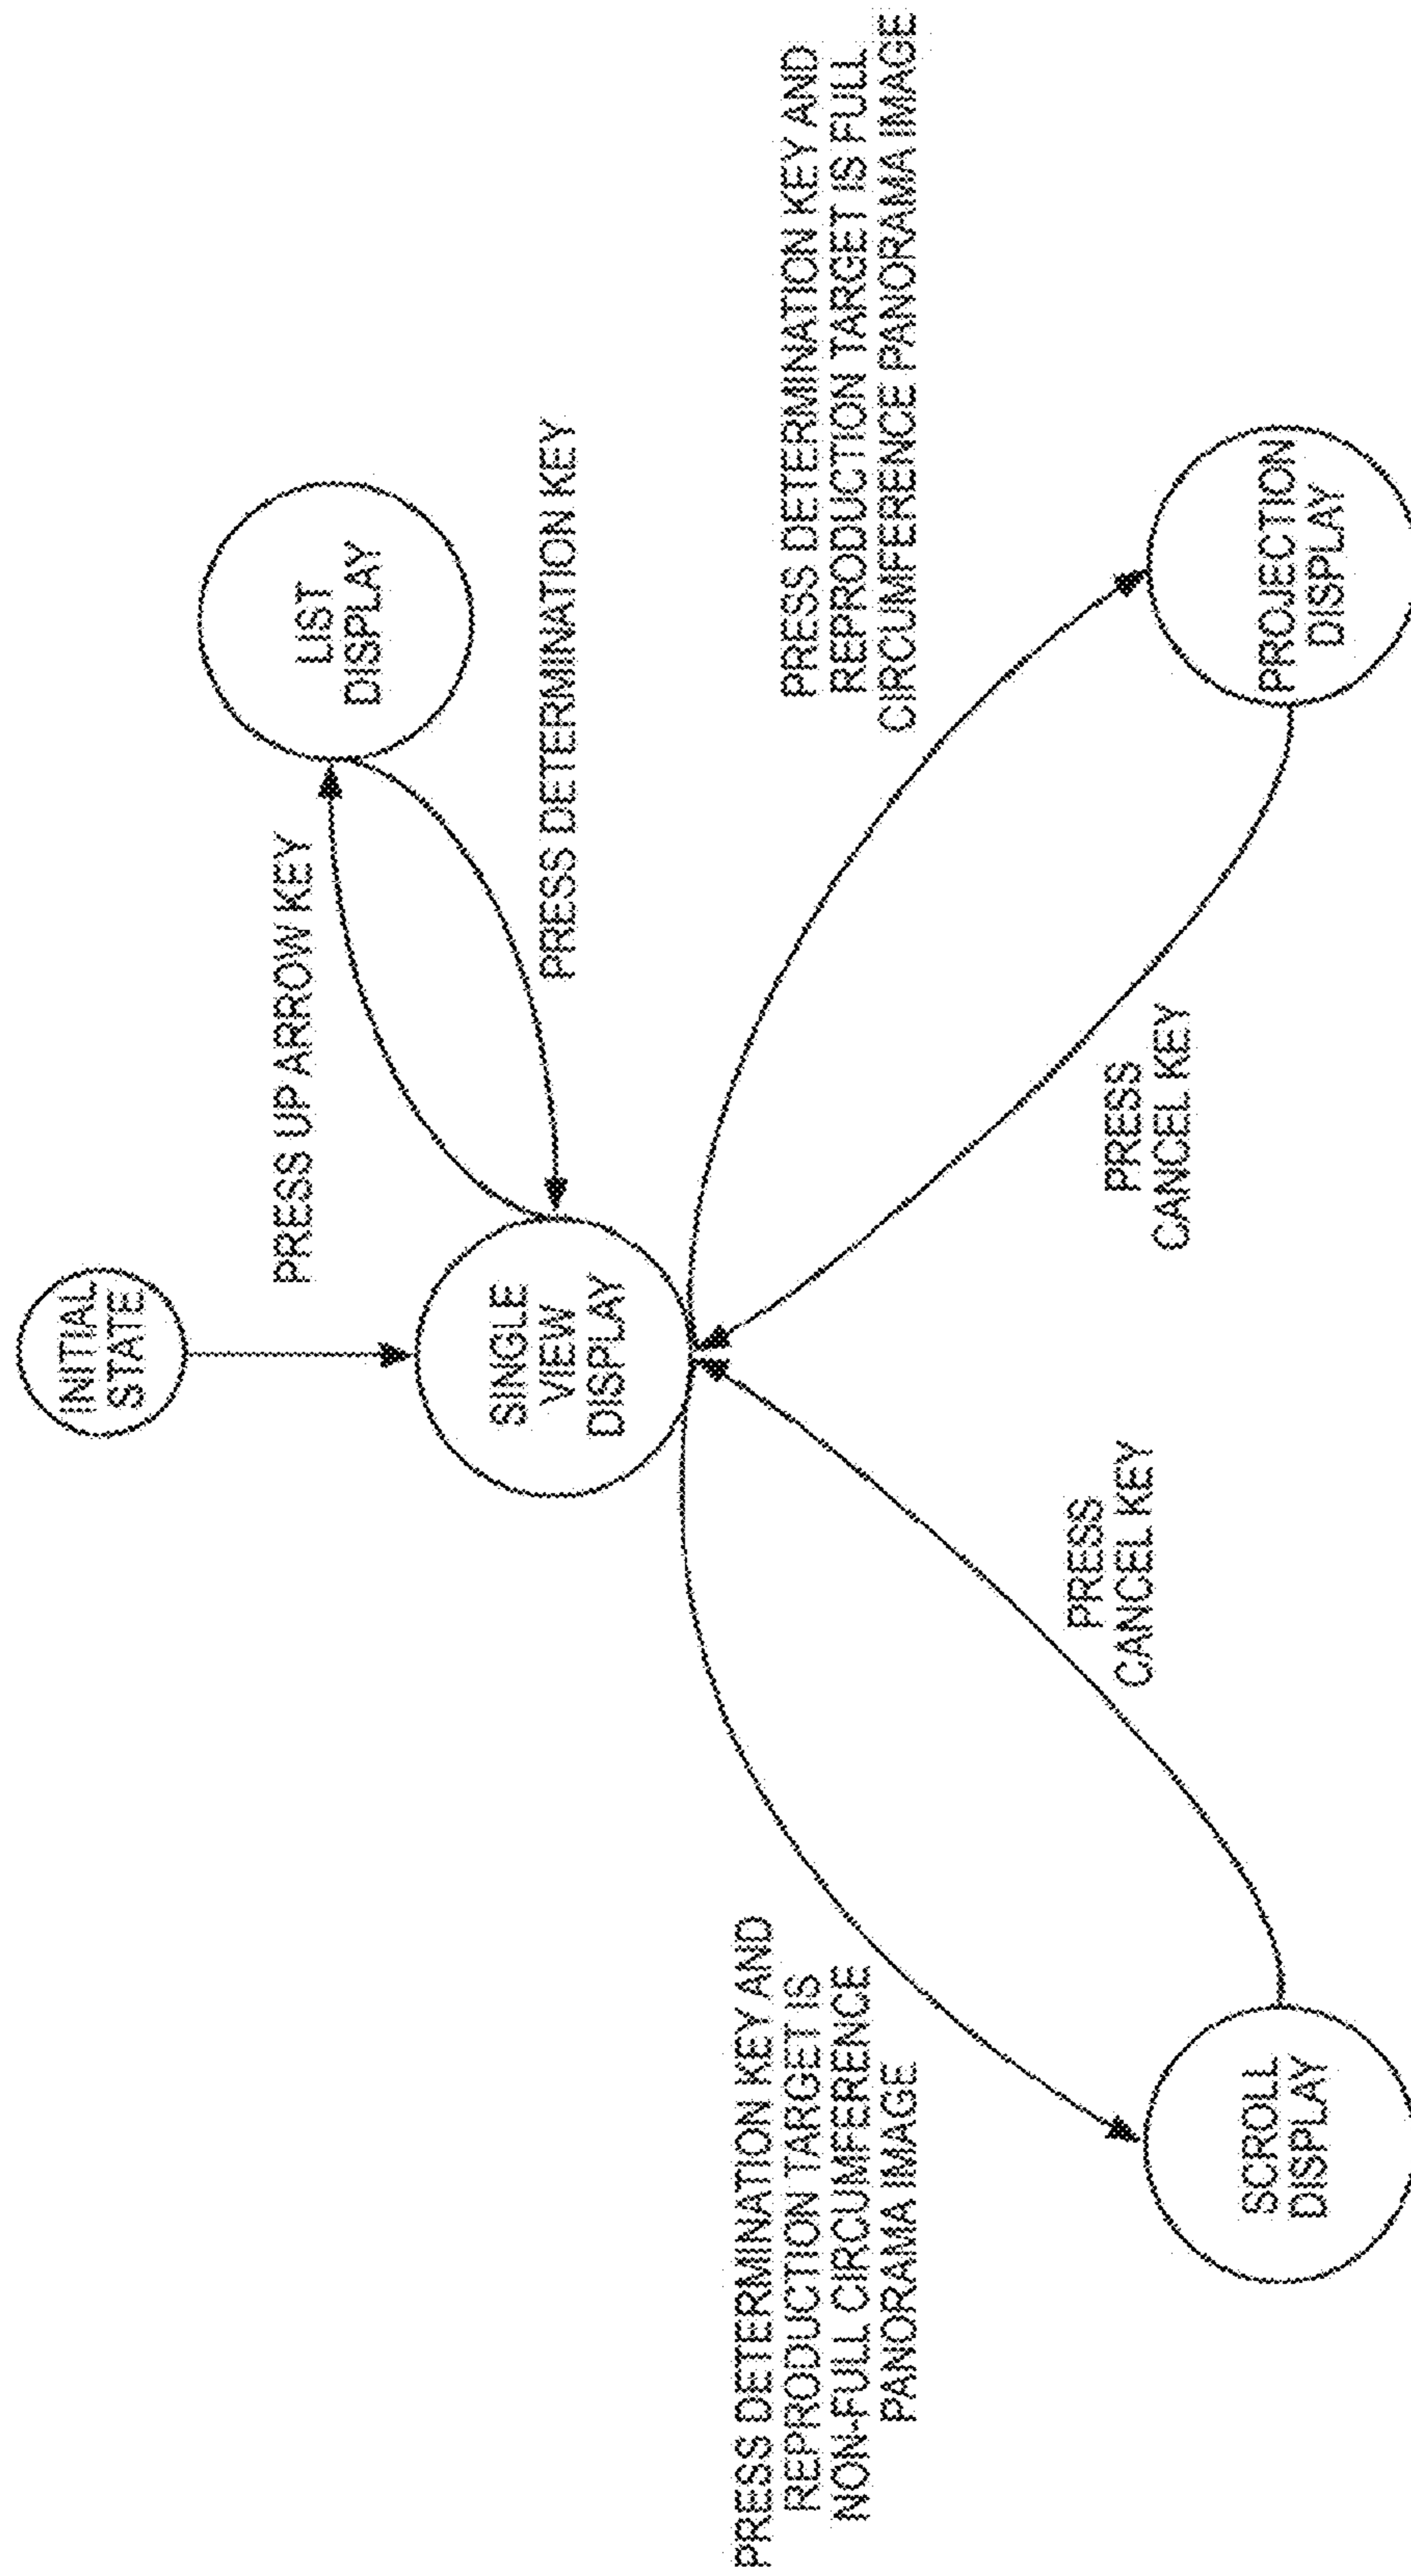 INITIAL
STATE
PRESS UP ARROW KEY
LIST
DISPLAY
SINGLE
VIEW
DISPLAY
PRESS DETERMINATION KEY
PRESS DETERMINATION KEY AND
REPRODUCTION TARGET IS
NON-FULL CIRCUMFERENCE
PANORAMA IMAGE
PRESS DETERMINATION KEY AND
REPRODUCTION TARGET IS FULL
CIRCUMFERENCE PANORAMA IMAGE
PRESS
CANCEL KEY
PRESS
CANCEL KEY
SCROLL
DISPLAY
PROJECTION
DISPLAY